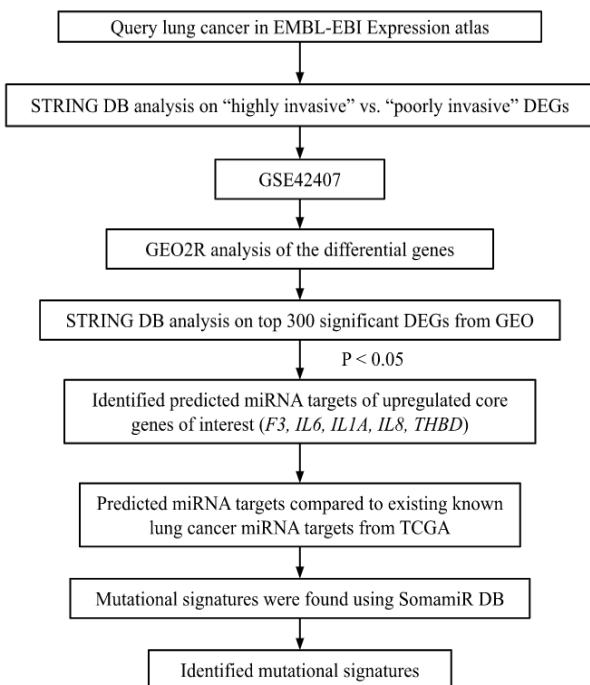 Query lung cancer in EMBL-EBI Expression atlas
STRING DB analysis on “highly invasive” vs. “poorly invasive” DEGs
GSE42407
GEO2R analysis of the differential genes
STRING DB analysis on top 300 significant DEGs from GEO
P < 0.05
Identified predicted miRNA targets of upregulated core
genes of interest (F3, IL6, IL1A, IL8, THBD)
Predicted miRNA targets compared to existing known
lung cancer miRNA targets from TCGA
Mutational signatures were found using SomamiR DB
Identified mutational signatures